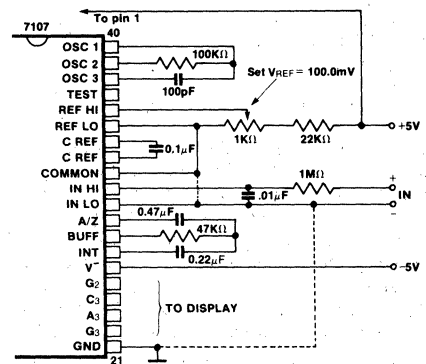 To pin 1
7107
40
OSC 1
OSC 2
100KΩ
OSC 3
100pF
Set VREF = 100.0mV
TEST
REF HI
REF LO
1KΩ
22KΩ
+5V
C REF
0.1μF
C REF
COMMON
1MΩ
+
IN HI
.01μF
IN
IN LO
−
0.47μF
A/Z
BUFF
47KΩ
INT
0.22μF
V−
−5V
G2
C3
TO DISPLAY
A3
G3
GND
21